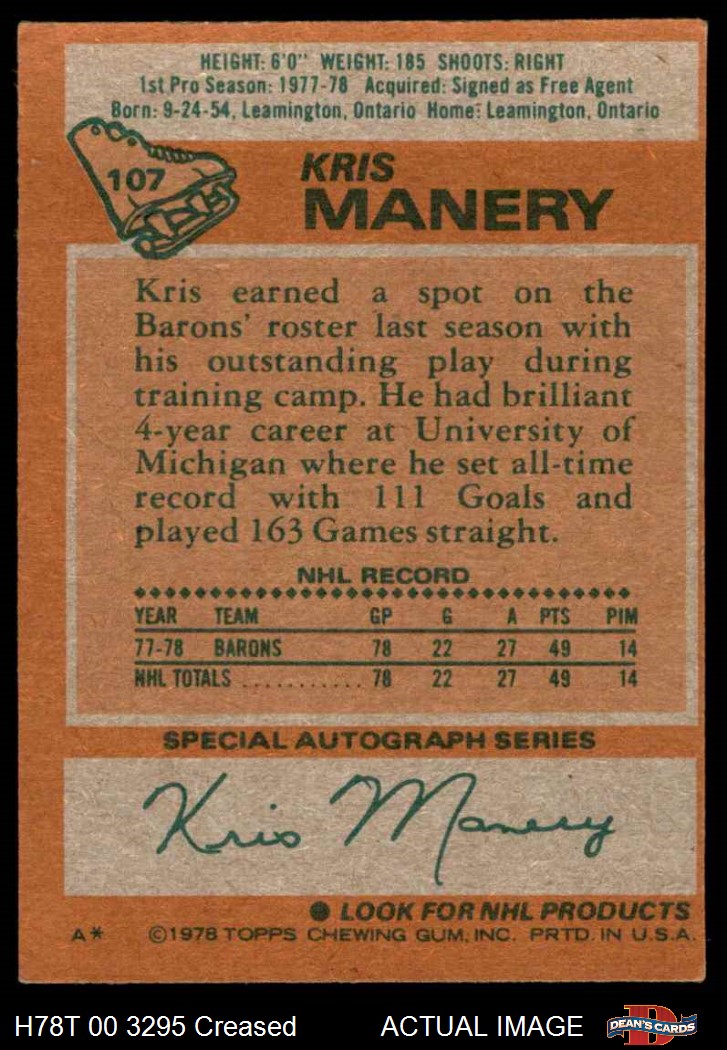 HEIGHT: 6'0" WEIGHT: 185 SHOOTS: RIGHT
1st Pro Season: 1977-78 Acquired: Signed as Free Agent
Born: 9-24-54, Leamington, Ontario Home: Leamington, Ontario
107
KRIS
MANERY
Kris earned a spot on the
Barons' roster last season with
his outstanding play during
training camp. He had brilliant
4-year career at University of
Michigan where he set all-time
record with 111 Goals and
played 163 Games straight.
NHL RECORD
YEAR TEAM GP G A PTS PIM
77-78 BARONS 78 22 27 49 14
NHL TOTALS ............ 78 22 27 49 14
SPECIAL AUTOGRAPH SERIES
Kris Manery
● LOOK FOR NHL PRODUCTS
A* ©1978 TOPPS CHEWING GUM, INC. PRTD. IN U.S.A.
H78T 00 3295 Creased ACTUAL IMAGE
D
DEAN'S CARDS